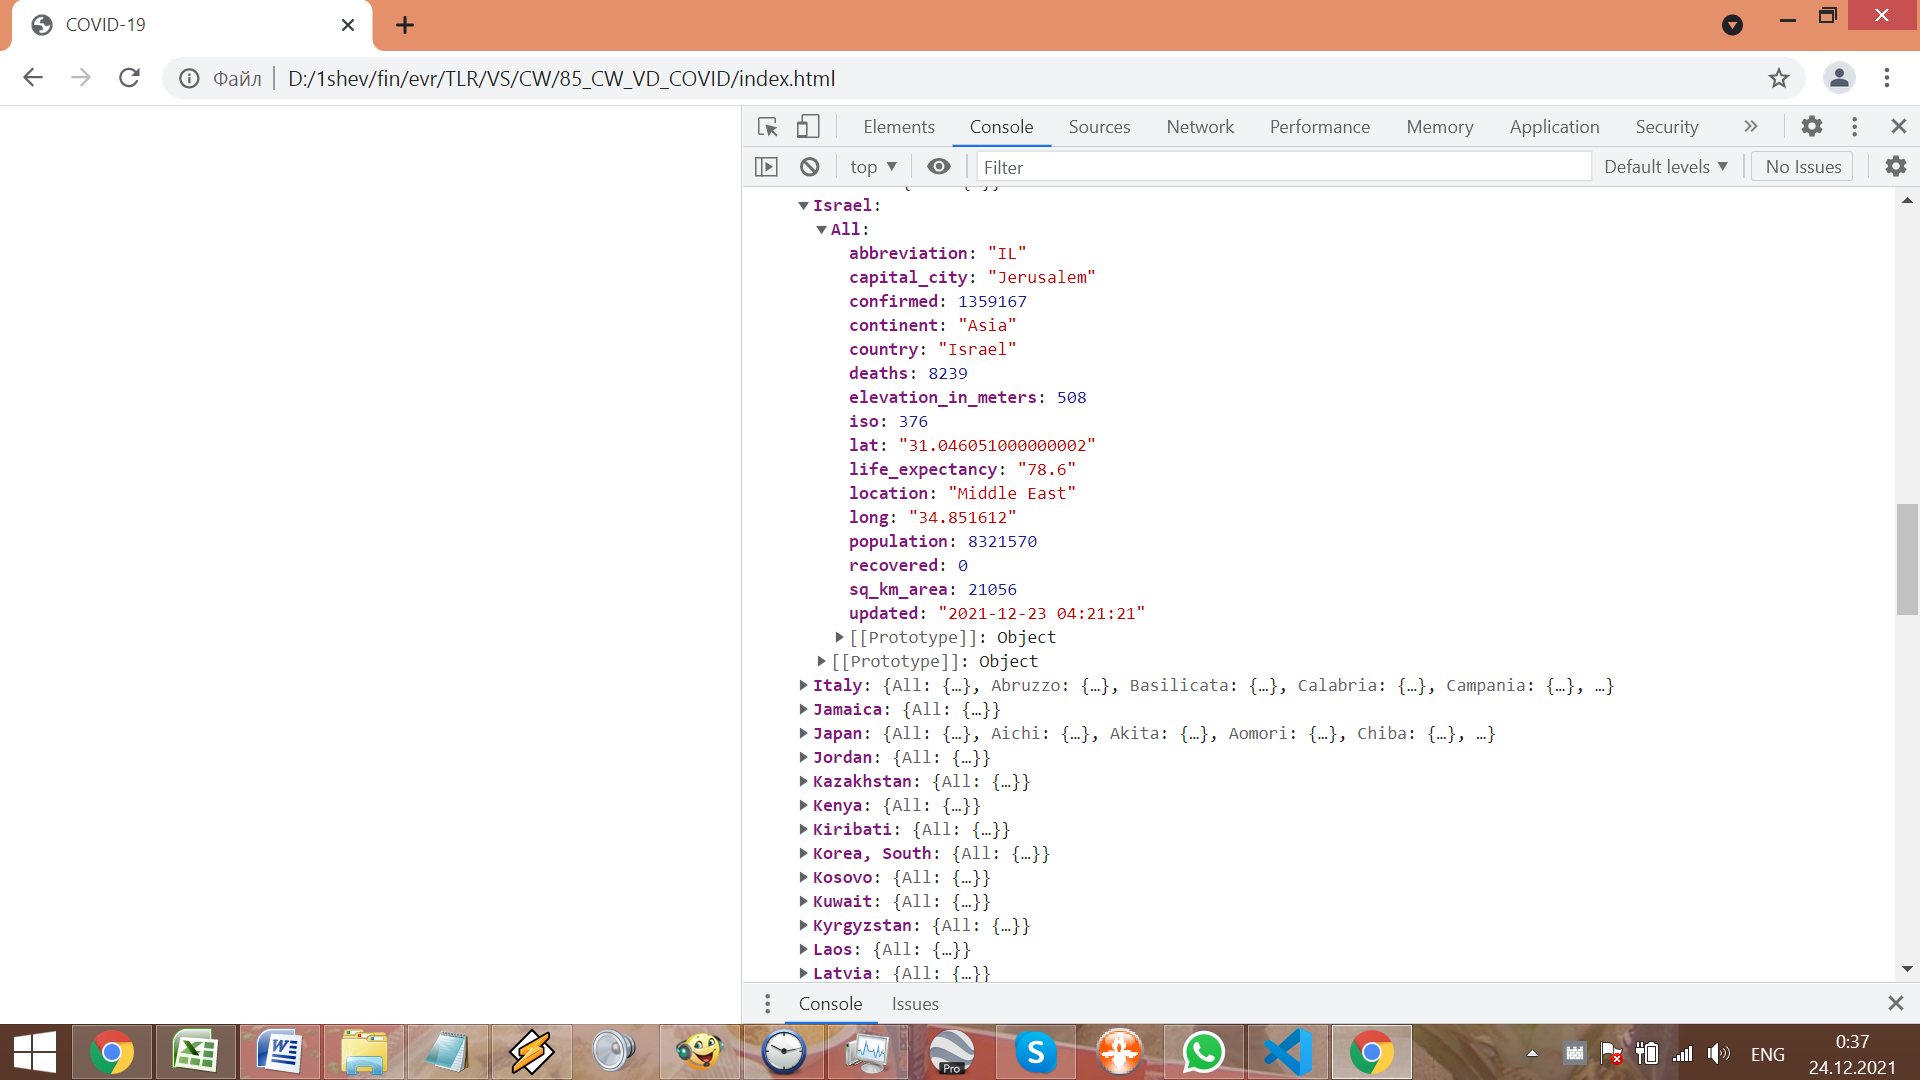 COVID-19
Файл D:/1shev/fin/evr/TLR/VS/CW/85_CW_VD_COVID/index.html
Elements Console Sources Network Performance Memory Application Security
top Filter Default levels No Issues
Israel:
All:
abbreviation: "IL"
capital_city: "Jerusalem"
confirmed: 1359167
continent: "Asia"
country: "Israel"
deaths: 8239
elevation_in_meters: 508
iso: 376
lat: "31.046051000000002"
life_expectancy: "78.6"
location: "Middle East"
long: "34.851612"
population: 8321570
recovered: 0
sq_km_area: 21056
updated: "2021-12-23 04:21:21"
[[Prototype]]: Object
[[Prototype]]: Object
Italy: {All: {…}, Abruzzo: {…}, Basilicata: {…}, Calabria: {…}, Campania: {…}, …}
Jamaica: {All: {…}}
Japan: {All: {…}, Aichi: {…}, Akita: {…}, Aomori: {…}, Chiba: {…}, …}
Jordan: {All: {…}}
Kazakhstan: {All: {…}}
Kenya: {All: {…}}
Kiribati: {All: {…}}
Korea, South: {All: {…}}
Kosovo: {All: {…}}
Kuwait: {All: {…}}
Kyrgyzstan: {All: {…}}
Laos: {All: {…}}
Latvia: {All: {…}}
Console Issues
Pro
ENG
0:37
24.12.2021